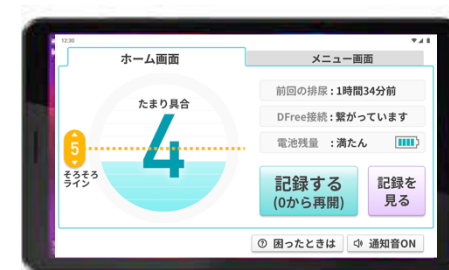 12:30
ホーム画面
メニュー画面
たまり具合
4
5
そろそろ
ライン
前回の排尿：1時間34分前
DFree接続：繋がっています
電池残量　：満たん
記録する
(0から再開)
記録を
見る
困ったときは
通知音ON